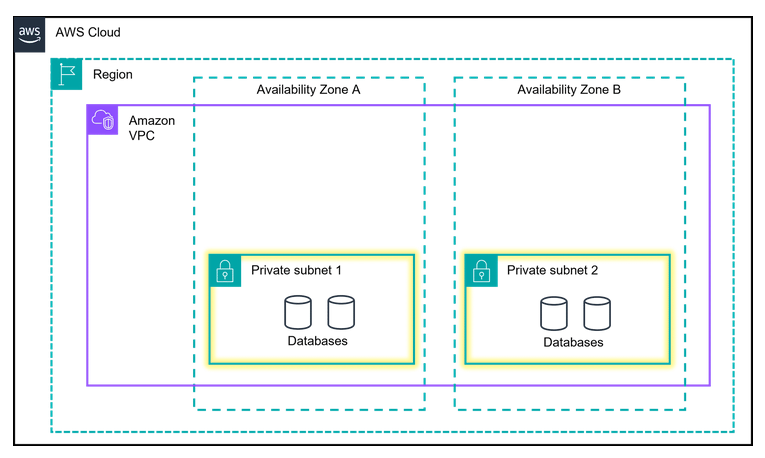 aws
AWS Cloud
Region
Availability Zone A
Availability Zone B
Amazon
VPC
Private subnet 1
Private subnet 2
Databases
Databases